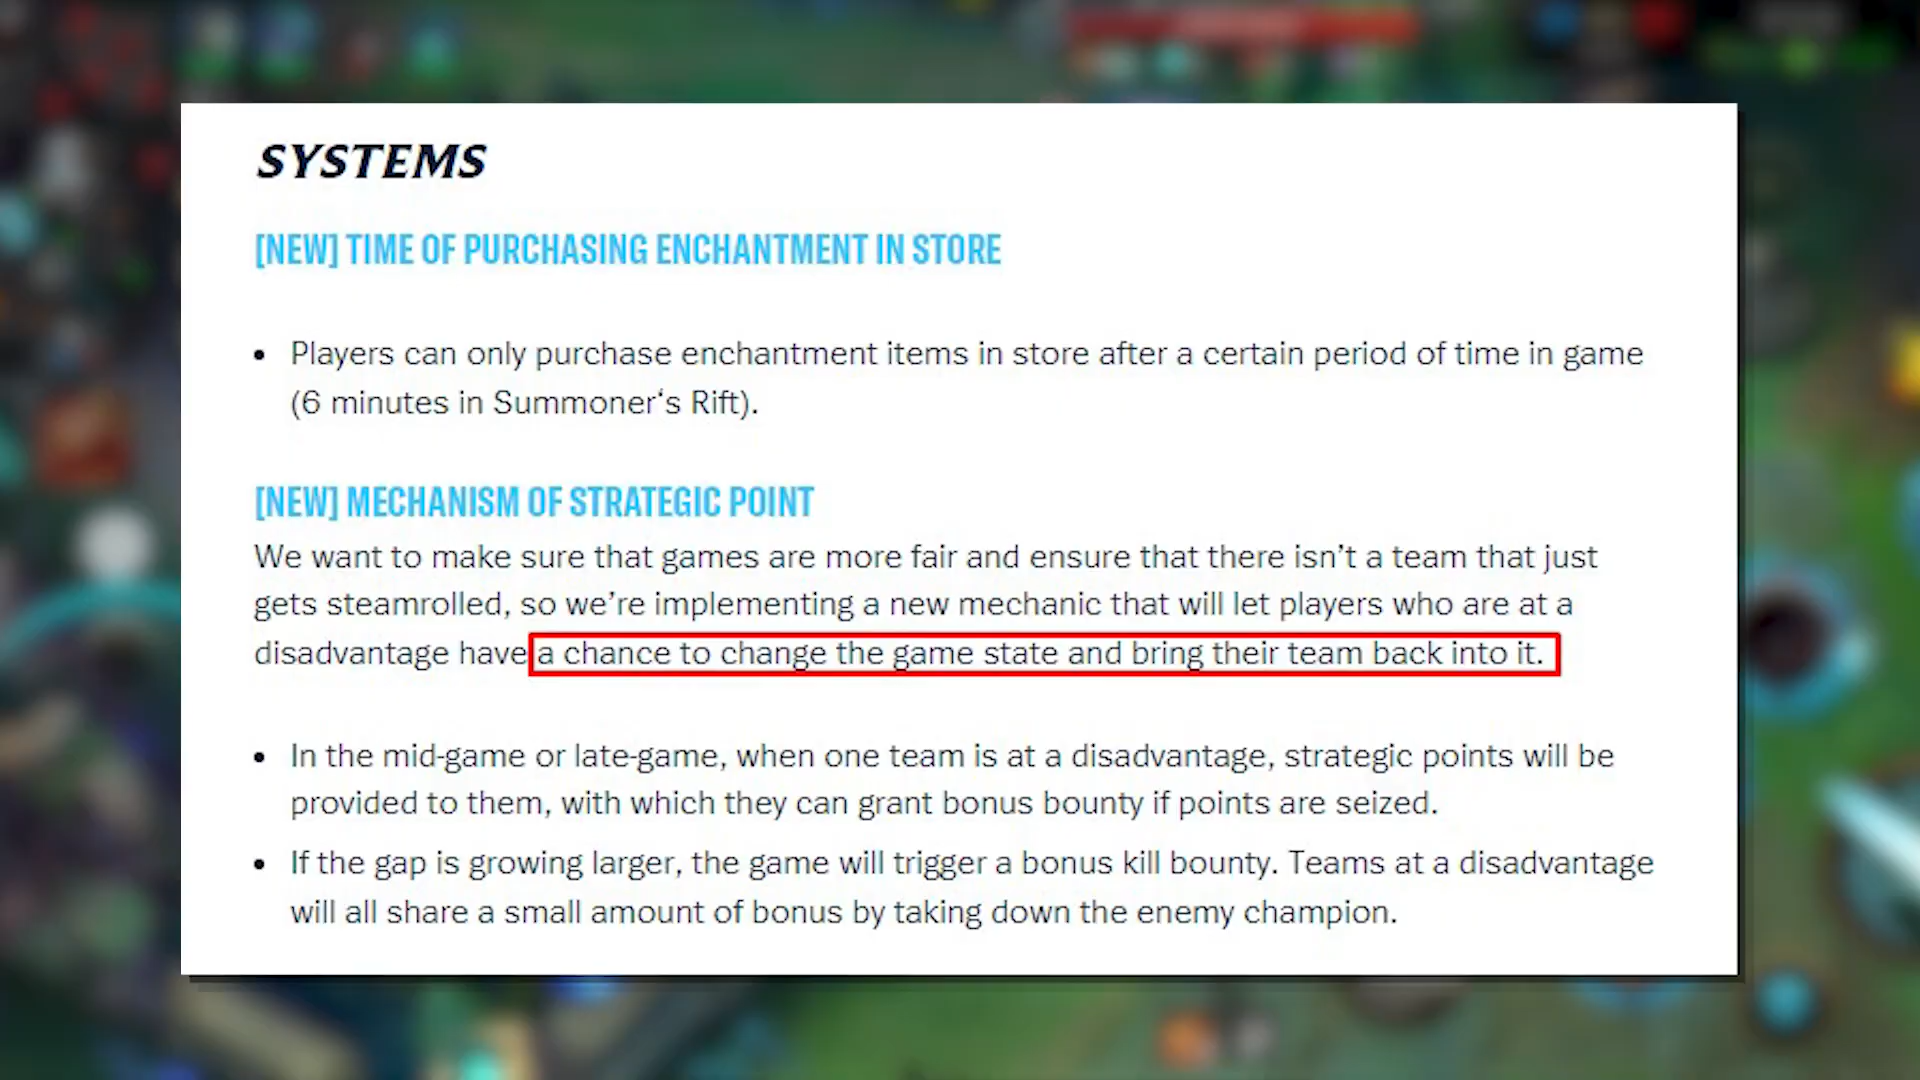 SYSTEMS
[NEW] TIME OF PURCHASING ENCHANTMENT IN STORE
• Players can only purchase enchantment items in store after a certain period of time in game
(6 minutes in Summoner‘s Rift).
[NEW] MECHANISM OF STRATEGIC POINT
We want to make sure that games are more fair and ensure that there isn’t a team that just
gets steamrolled, so we’re implementing a new mechanic that will let players who are at a
disadvantage have a chance to change the game state and bring their team back into it.
• In the mid-game or late-game, when one team is at a disadvantage, strategic points will be
provided to them, with which they can grant bonus bounty if points are seized.
• If the gap is growing larger, the game will trigger a bonus kill bounty. Teams at a disadvantage
will all share a small amount of bonus by taking down the enemy champion.